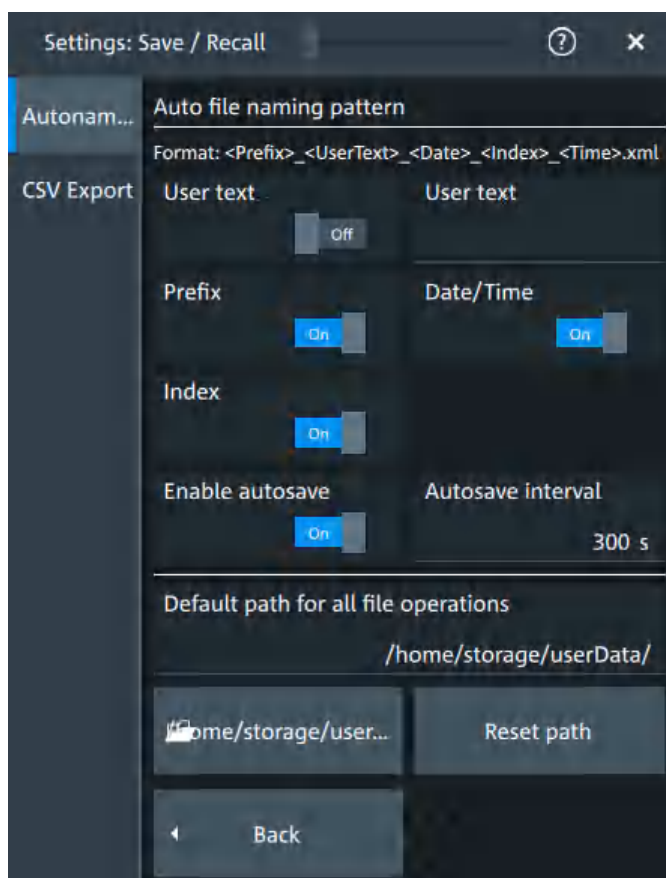 Settings: Save / Recall ? ×
Autonam... Auto file naming pattern
Format: <Prefix>_<UserText>_<Date>_<Index>_<Time>.xml
CSV Export User text User text
Off
Prefix Date/Time
On On
Index
On
Enable autosave Autosave interval
On 300 s
Default path for all file operations
/home/storage/userData/
/home/storage/user... Reset path
Back